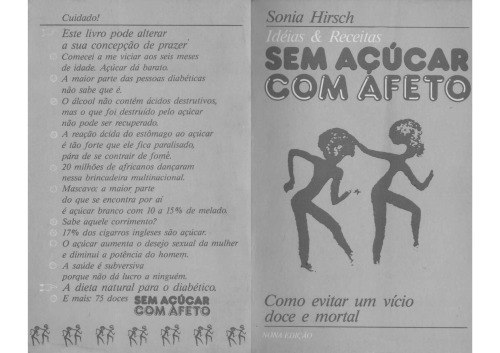 Cuidado!
Este livro pode alterar
a sua concepção de prazer
Comecei a me viciar aos seis meses
de idade. Açúcar dá barato.
A maior parte das pessoas diabéticas
não sabe que é.
O álcool não contém ácidos destrutivos,
mas o que foi destruído pelo açúcar
não pode ser recuperado.
A reação ácida do estômago ao açúcar
é tão forte que ele fica paralisado,
pára de se contrair de fome.
20 milhões de africanos dançaram
nessa brincadeira multinacional.
Mascavo: a maior parte
do que se encontra por aí
é açúcar branco com 10 a 15% de melado.
Sabe aquele corrimento?
17% dos cigarros ingleses são açúcar.
O açúcar aumenta o desejo sexual da mulher
e diminui a potência do homem.
A saúde é subversiva
porque não dá lucro a ninguém.
A dieta natural para o diabético.
E mais: 75 doces SEM AÇÚCAR
COM AFETO
Sonia Hirsch
Idéias & Receitas
SEM AÇÚCAR
COM AFETO
Como evitar um vício
doce e mortal
NONA EDIÇÃO